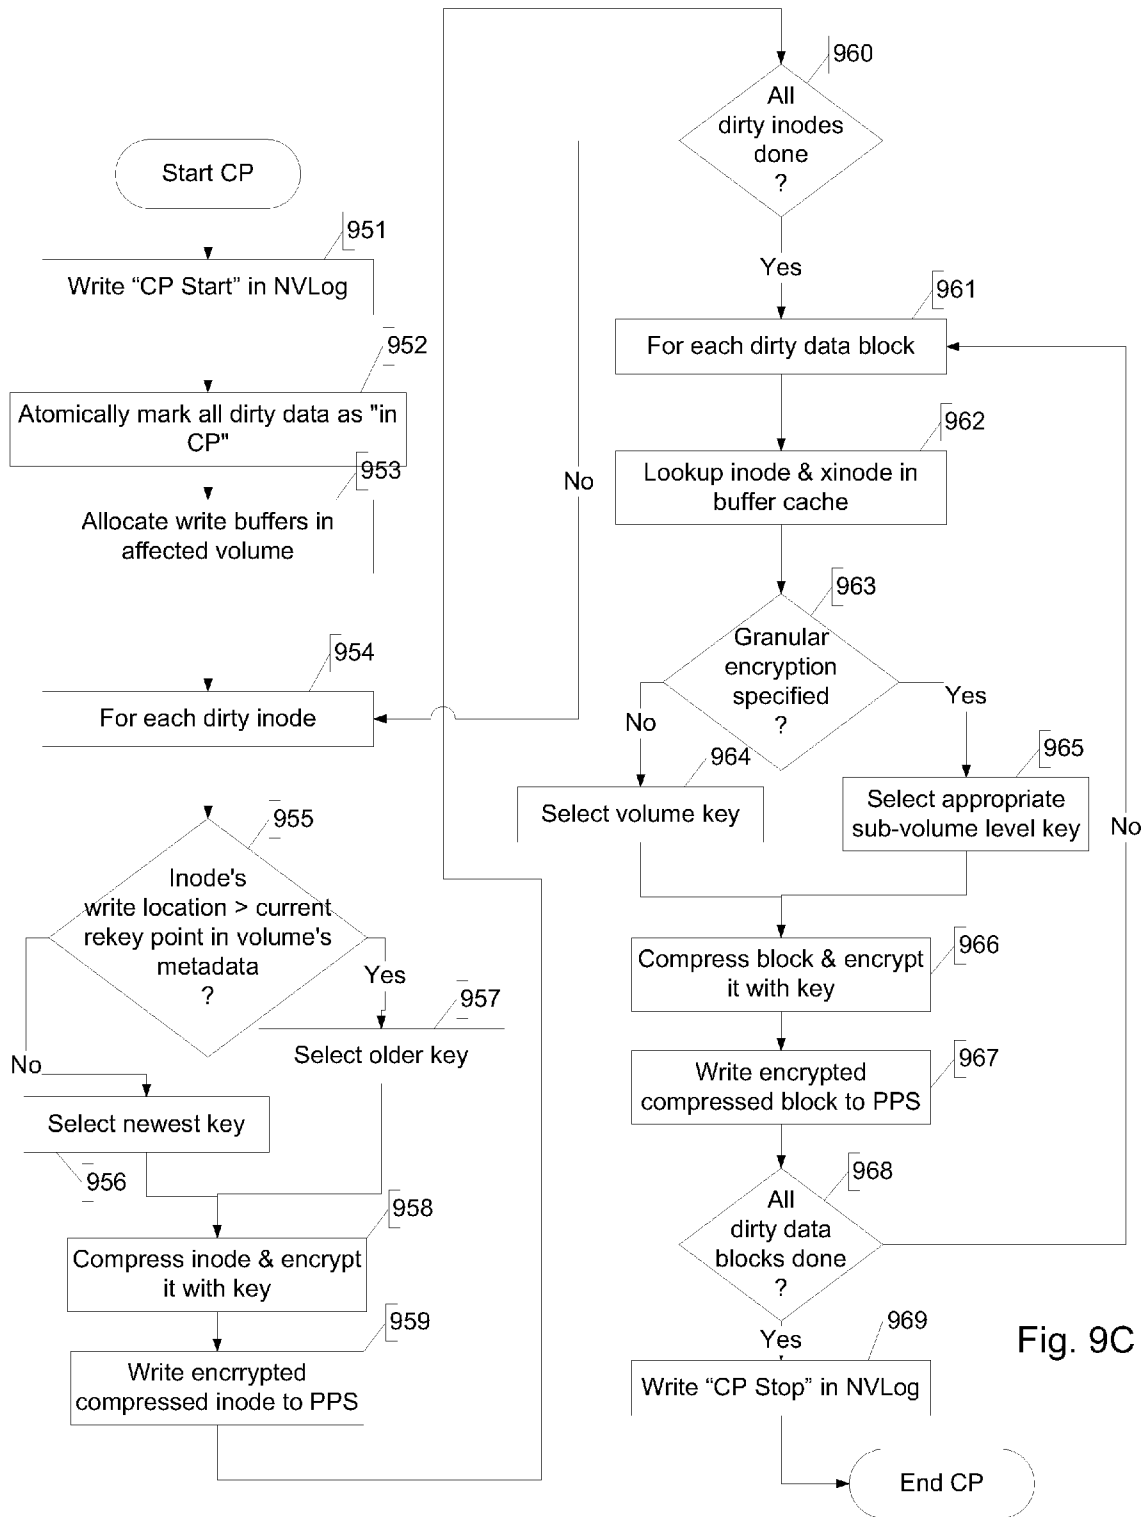 Start CP
951
Write “CP Start” in NVLog
952
Atomically mark all dirty data as "in
CP"
953
Allocate write buffers in
affected volume
954
For each dirty inode
955
Inode's
write location > current
rekey point in volume's
metadata
?
Yes
957
Select older key
No
Select newest key
956
958
Compress inode & encrypt
it with key
959
Write encrrypted
compressed inode to PPS
960
All
dirty inodes
done
?
No
Yes
961
For each dirty data block
962
Lookup inode & xinode in
buffer cache
963
Granular
encryption
specified
?
No
Yes
964
Select volume key
965
Select appropriate
sub-volume level key
No
966
Compress block & encrypt
it with key
967
Write encrypted
compressed block to PPS
968
All
dirty data
blocks done
?
Yes
969
Write “CP Stop” in NVLog
End CP
Fig. 9C